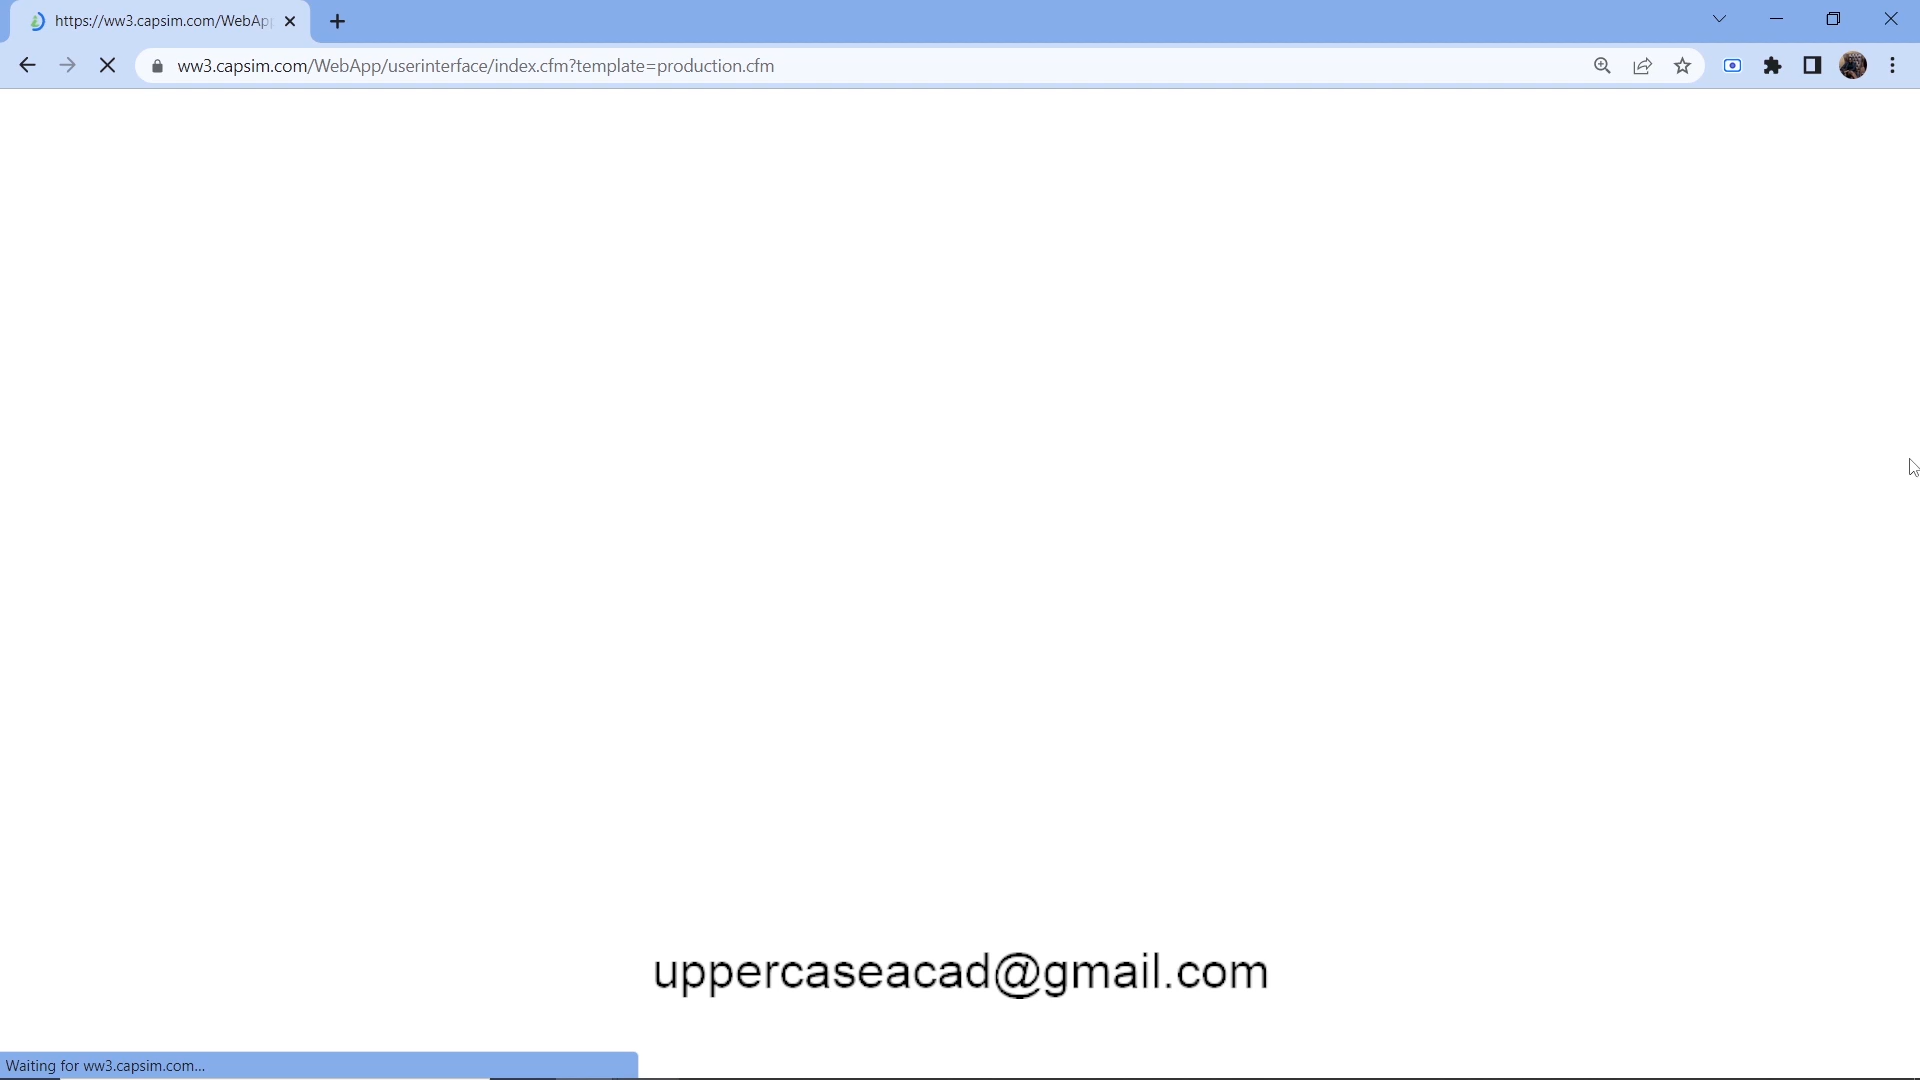 https://ww3.capsim.com/WebAp
ww3.capsim.com/WebApp/userinterface/index.cfm?template=production.cfm
uppercaseacad@gmail.com
Waiting for ww3.capsim.com...